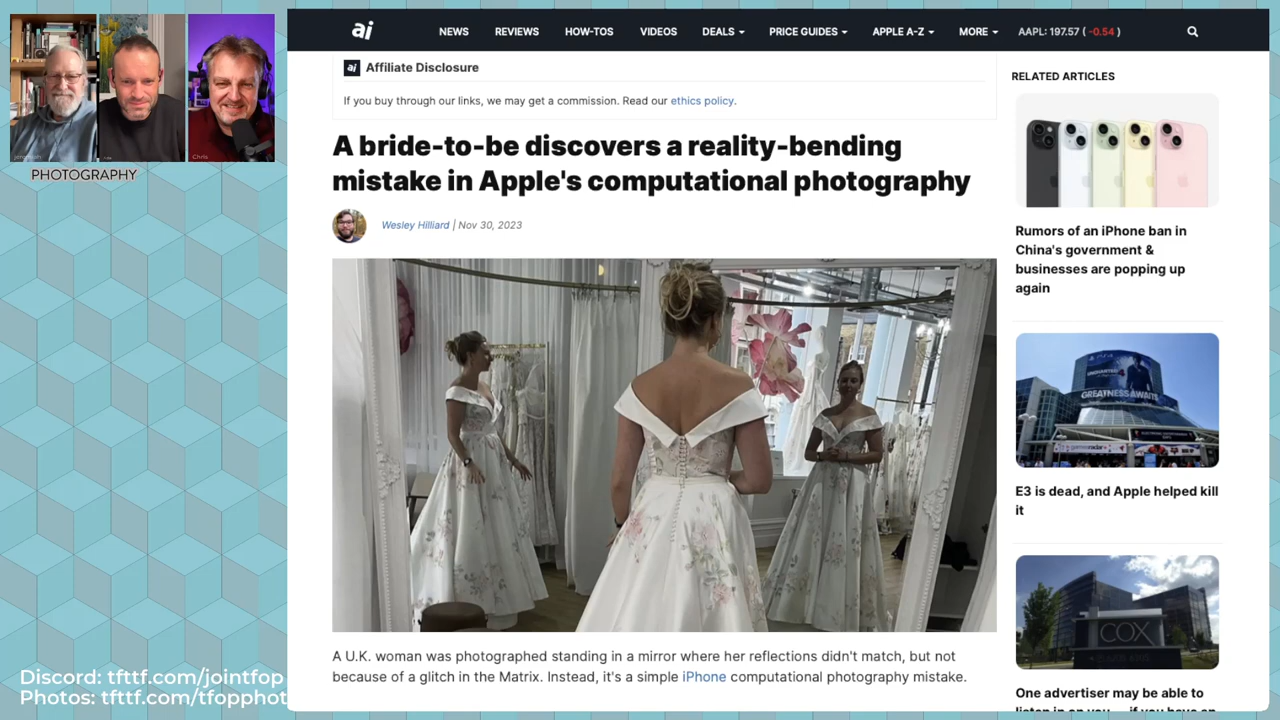 Chris
PHOTOGRAPHY
ai
NEWS
REVIEWS
HOW-TOS
VIDEOS
DEALS
PRICE GUIDES
APPLE A-Z
MORE
AAPL: 197.57 ( -0.54 )
ai Affiliate Disclosure
If you buy through our links, we may get a commission. Read our ethics policy.
A bride-to-be discovers a reality-bending
mistake in Apple's computational photography
Wesley Hilliard | Nov 30, 2023
A U.K. woman was photographed standing in a mirror where her reflections didn't match, but not
because of a glitch in the Matrix. Instead, it's a simple iPhone computational photography mistake.
RELATED ARTICLES
Rumors of an iPhone ban in
China's government &
businesses are popping up
again
PS4
UNCHARTED
GREATNESS AWAITS
E3 is dead, and Apple helped kill
it
COX
One advertiser may be able to
Discord: tfttf.com/jointfop
Photos: tfttf.com/tfopphot